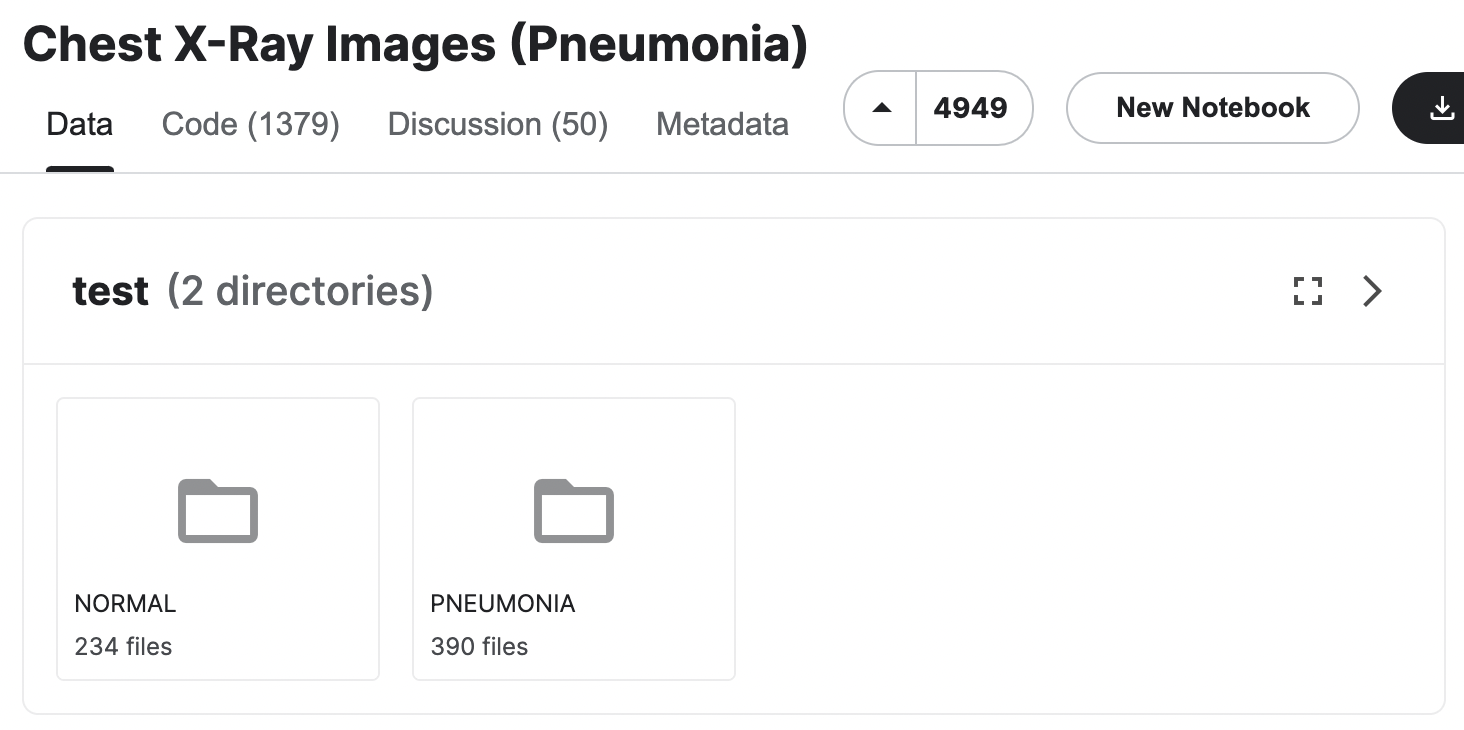 Chest X-Ray Images (Pneumonia)
Data Code (1379) Discussion (50) Metadata 4949 New Notebook
test (2 directories)
NORMAL PNEUMONIA
234 files 390 files